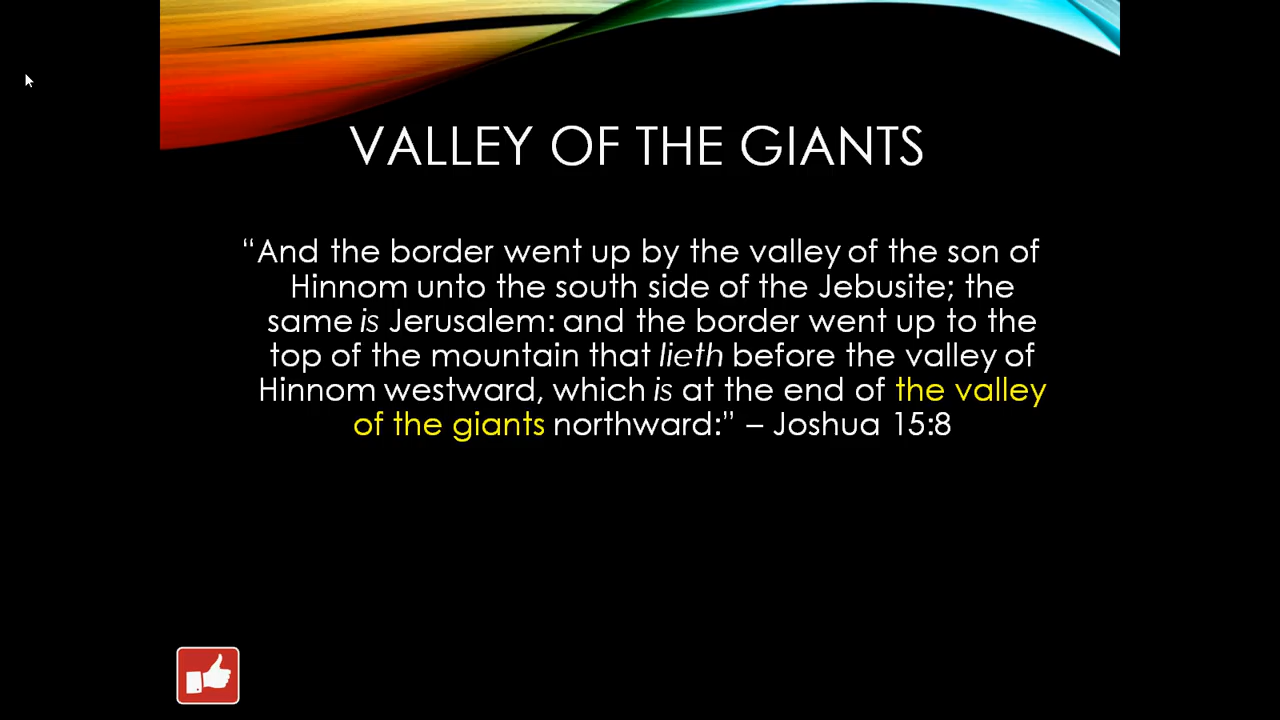 VALLEY OF THE GIANTS
“And the border went up by the valley of the son of
Hinnom unto the south side of the Jebusite; the
same is Jerusalem: and the border went up to the
top of the mountain that lieth before the valley of
Hinnom westward, which is at the end of the valley
of the giants northward:” – Joshua 15:8